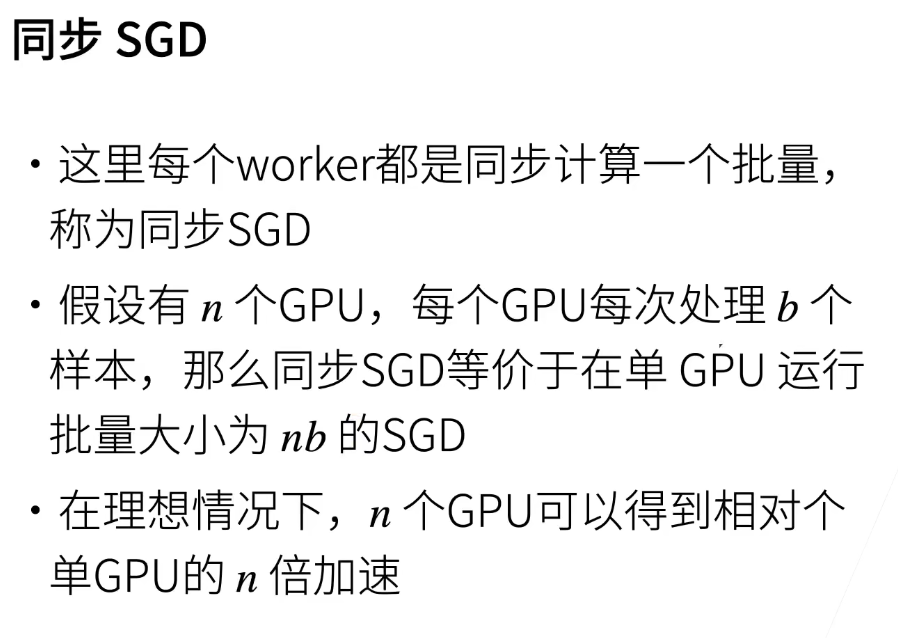 同步 SGD
·这里每个worker都是同步计算一个批量，
称为同步SGD
·假设有 n 个GPU，每个GPU每次处理 b 个
样本，那么同步SGD等价于在单 GPU 运行
批量大小为 nb 的SGD
·在理想情况下，n 个GPU可以得到相对个
单GPU的 n 倍加速